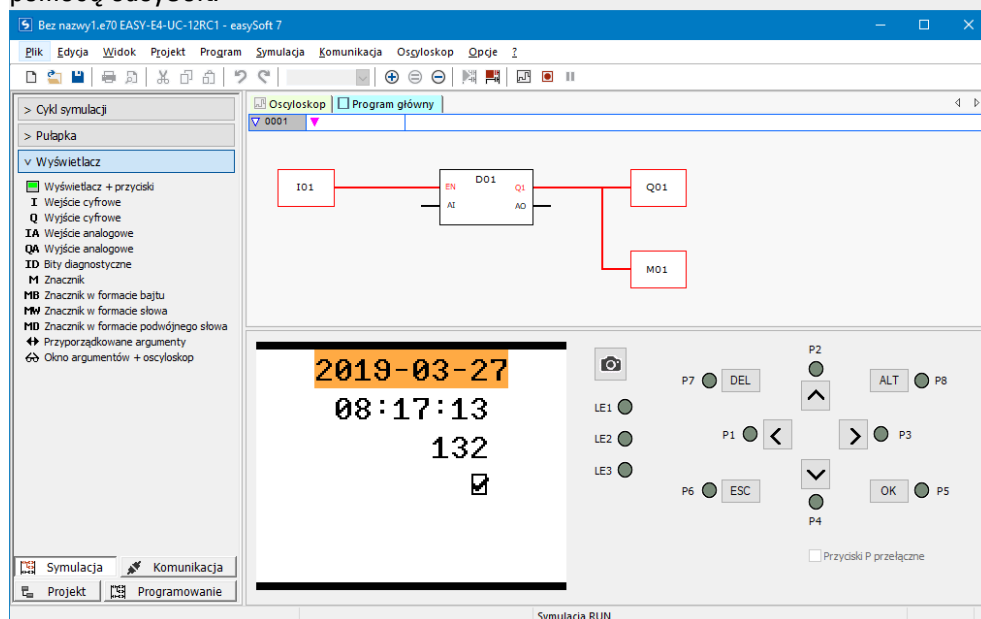 pomocą easySoft.
Bez nazwy1.e70 EASY-E4-UC-12RC1 - easySoft 7
Plik Edycja Widok Projekt Program Symulacja Komunikacja Oscyloskop Opcje ?
> Cykl symulacji
> Pułapka
v Wyświetlacz
Wyświetlacz + przyciski
I Wejście cyfrowe
Q Wyjście cyfrowe
IA Wejście analogowe
QA Wyjście analogowe
ID Bity diagnostyczne
M Znacznik
MB Znacznik w formacie bajtu
MW Znacznik w formacie słowa
MD Znacznik w formacie podwójnego słowa
Przyporządkowane argumenty
Okno argumentów + oscyloskop
Symulacja Komunikacja
Projekt Programowanie
Oscyloskop Program główny
0001
I01
D01
EN Q1
AI AO
Q01
M01
2019-03-27
08:17:13
132
LE1
LE2
LE3
P2
P7 DEL ALT P8
P1 P3
P6 ESC OK P5
P4
Przyciski P przełączne
Symulacja RUN